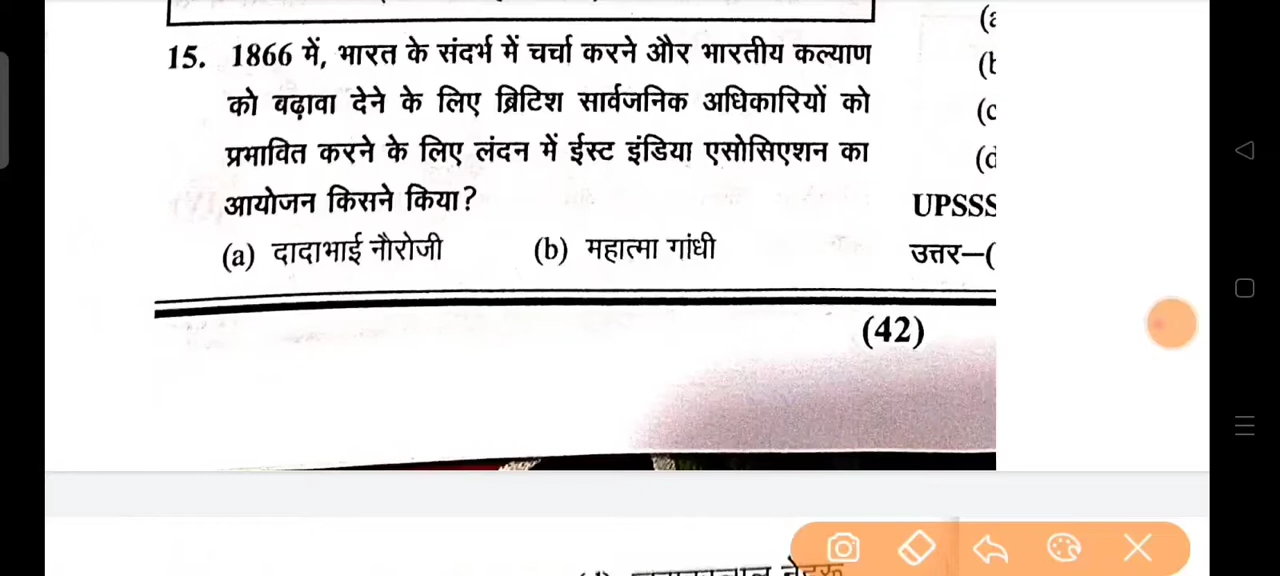 15. 1866 में, भारत के संदर्भ में चर्चा करने और भारतीय कल्याण
को बढ़ावा देने के लिए ब्रिटिश सार्वजनिक अधिकारियों को
प्रभावित करने के लिए लंदन में ईस्ट इंडिया एसोसिएशन का
आयोजन किसने किया?
(a) दादाभाई नौरोजी (b) महात्मा गांधी
(b
(c
(d
UPSSS
उत्तर–(
(42)
नेहरू